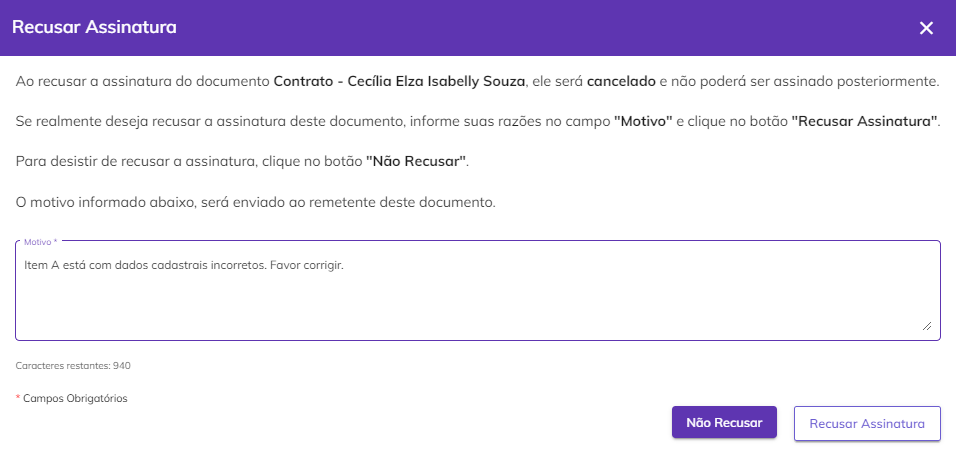 Recusar Assinatura
Ao recusar a assinatura do documento Contrato - Cecília Elza Isabelly Souza, ele será cancelado e não poderá ser assinado posteriormente.
Se realmente deseja recusar a assinatura deste documento, informe suas razões no campo "Motivo" e clique no botão "Recusar Assinatura".
Para desistir de recusar a assinatura, clique no botão "Não Recusar".
O motivo informado abaixo, será enviado ao remetente deste documento.
Motivo *
Item A está com dados cadastrais incorretos. Favor corrigir.
Caracteres restantes: 940
* Campos Obrigatórios
Não Recusar
Recusar Assinatura